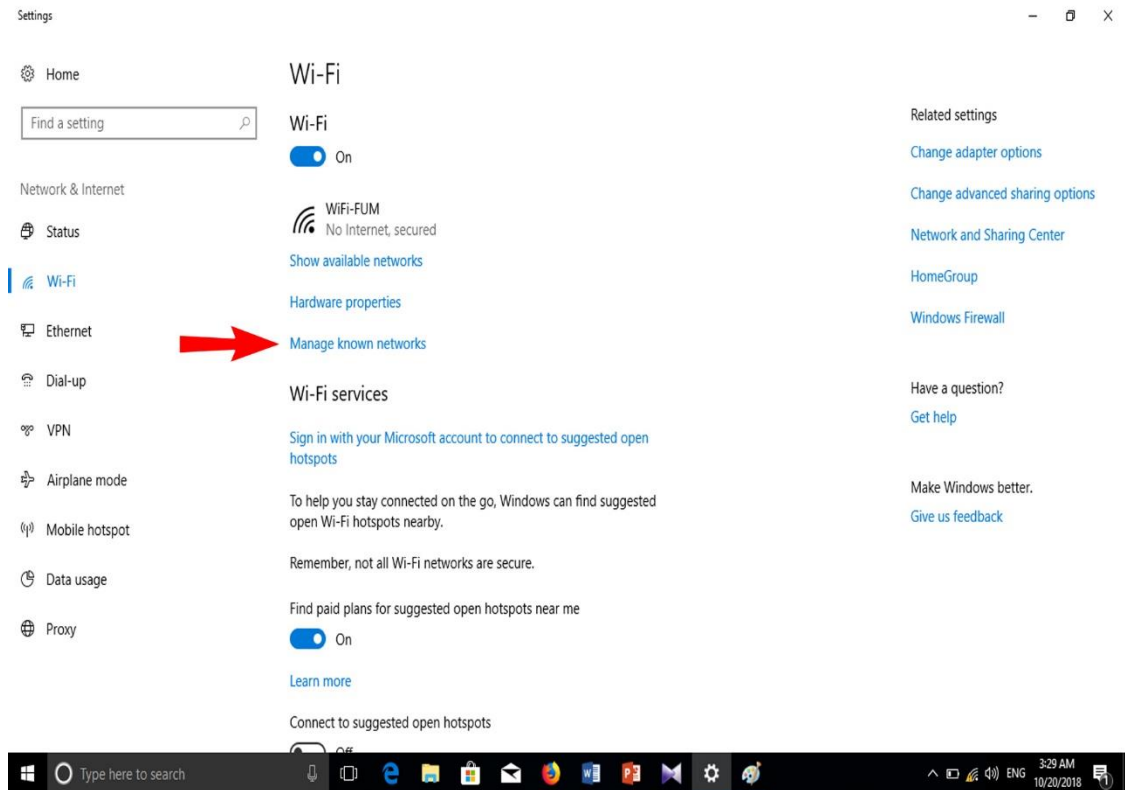 Settings
Home
Find a setting
Network & Internet
Status
Wi-Fi
Ethernet
Dial-up
VPN
Airplane mode
Mobile hotspot
Data usage
Proxy
Wi-Fi
Wi-Fi
On
WiFi-FUM
No Internet, secured
Show available networks
Hardware properties
Manage known networks
Wi-Fi services
Sign in with your Microsoft account to connect to suggested open
hotspots
To help you stay connected on the go, Windows can find suggested
open Wi-Fi hotspots nearby.
Remember, not all Wi-Fi networks are secure.
Find paid plans for suggested open hotspots near me
On
Learn more
Connect to suggested open hotspots
Off
Related settings
Change adapter options
Change advanced sharing options
Network and Sharing Center
HomeGroup
Windows Firewall
Have a question?
Get help
Make Windows better.
Give us feedback
Type here to search
ENG
3:29 AM
10/20/2018
1